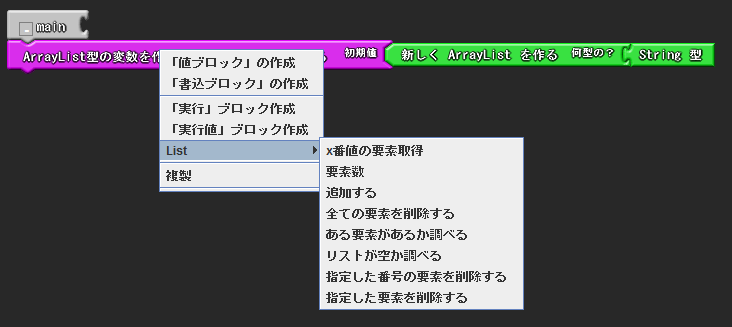 main
ArrayList型の変数を作
る 初期値 新しく ArrayList を作る 何型の？ String 型
「値ブロック」の作成
「書込ブロック」の作成
「実行」ブロック作成
「実行値」ブロック作成
List
複製
x番値の要素取得
要素数
追加する
全ての要素を削除する
ある要素があるか調べる
リストが空か調べる
指定した番号の要素を削除する
指定した要素を削除する